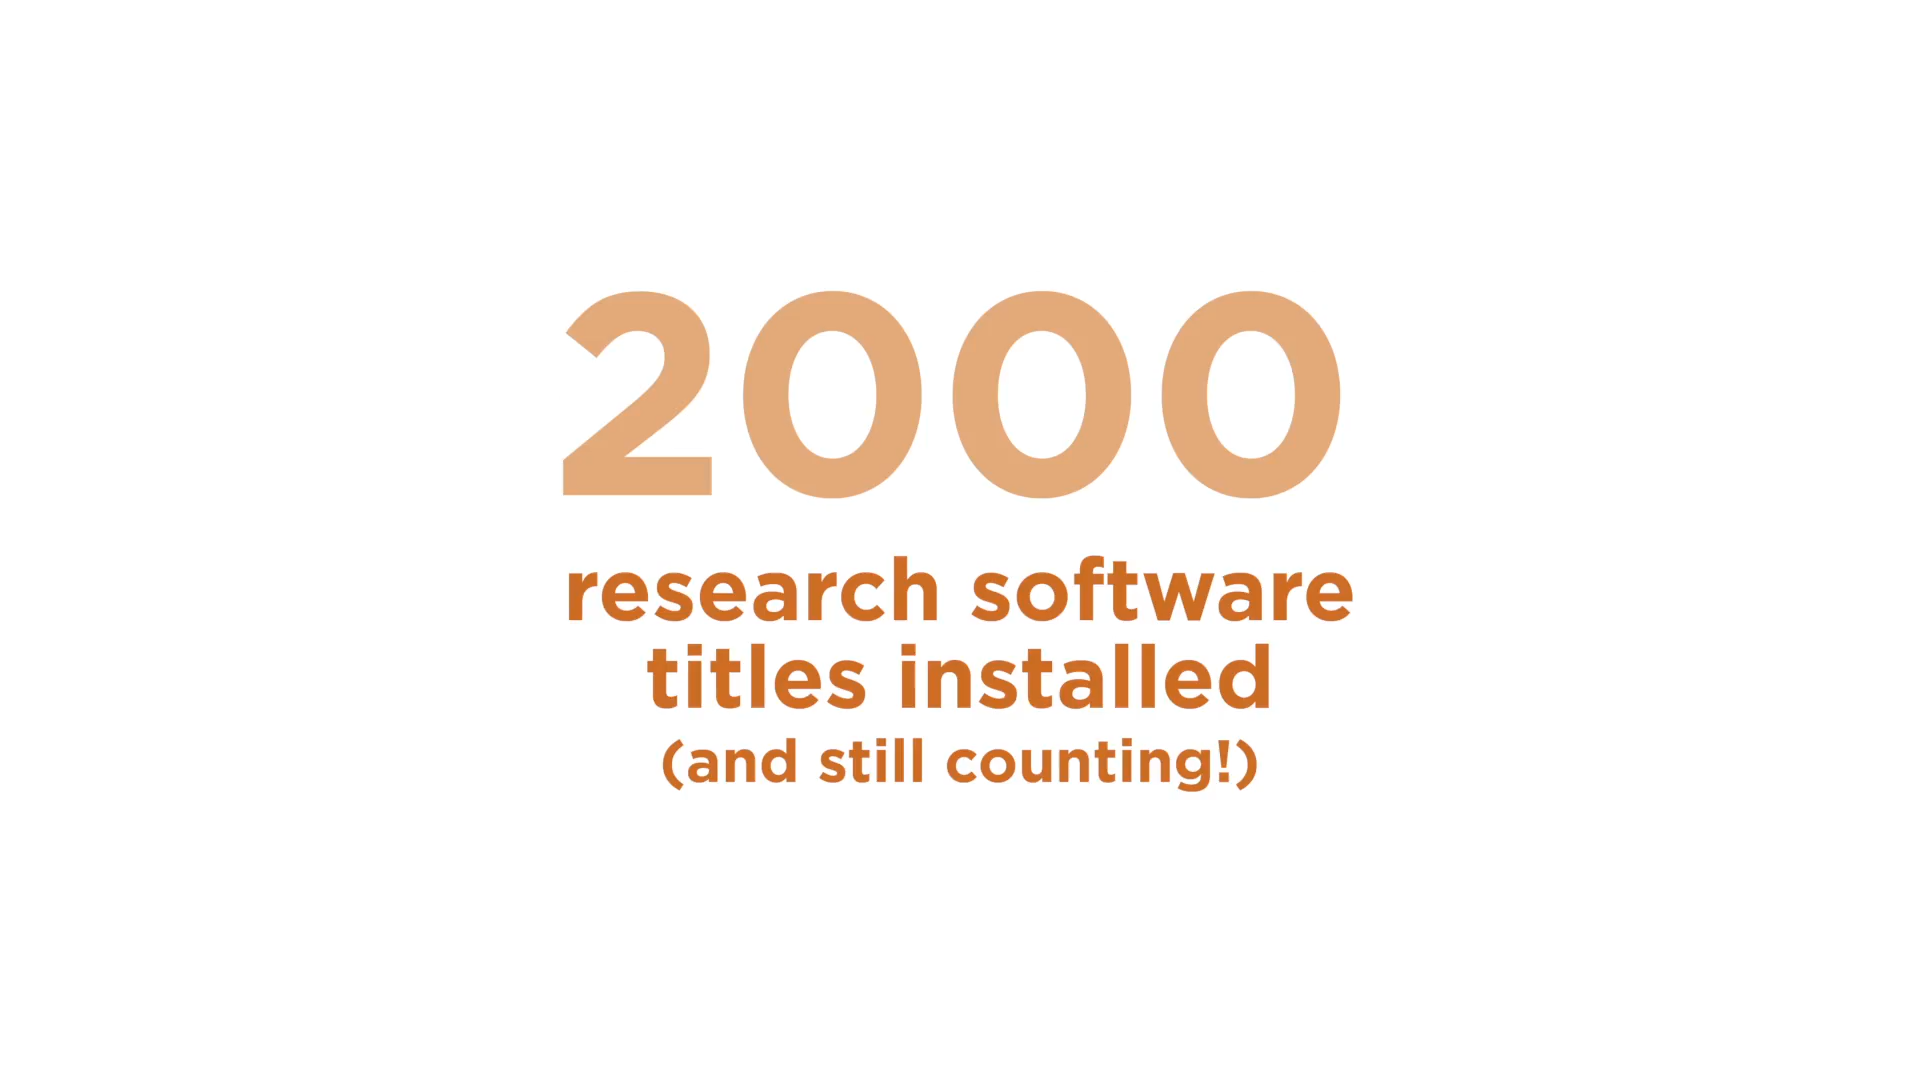 2000
research software
titles installed
(and still counting!)